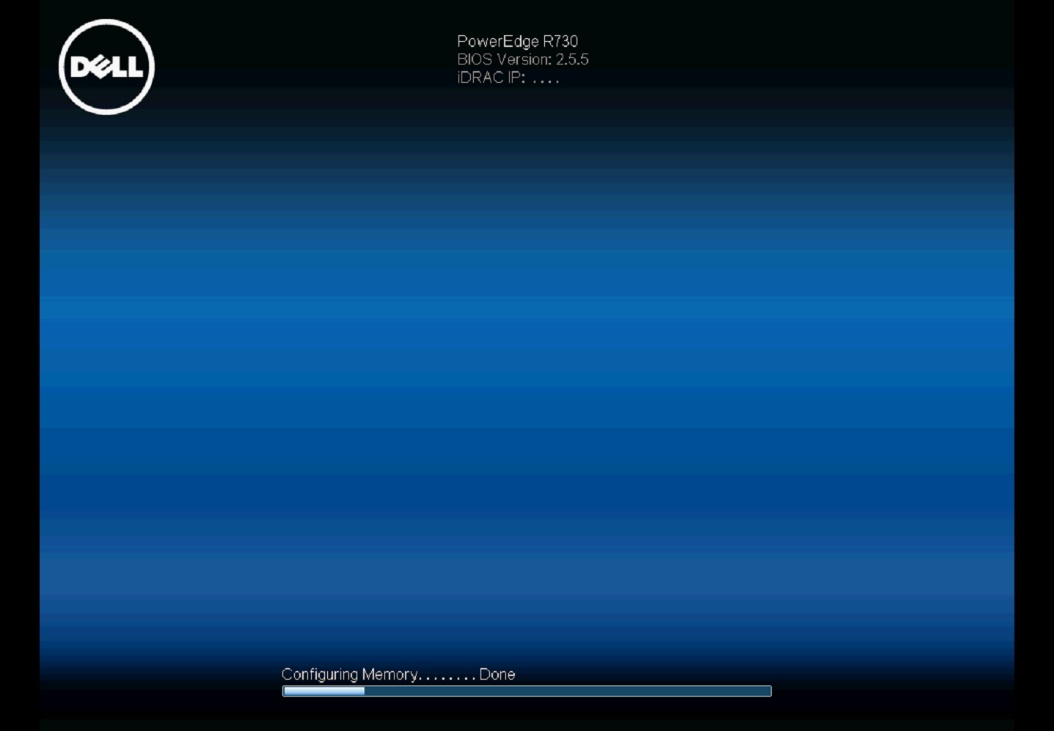 DELL
PowerEdge R730
BIOS Version: 2.5.5
iDRAC IP: . . . .
Configuring Memory........Done